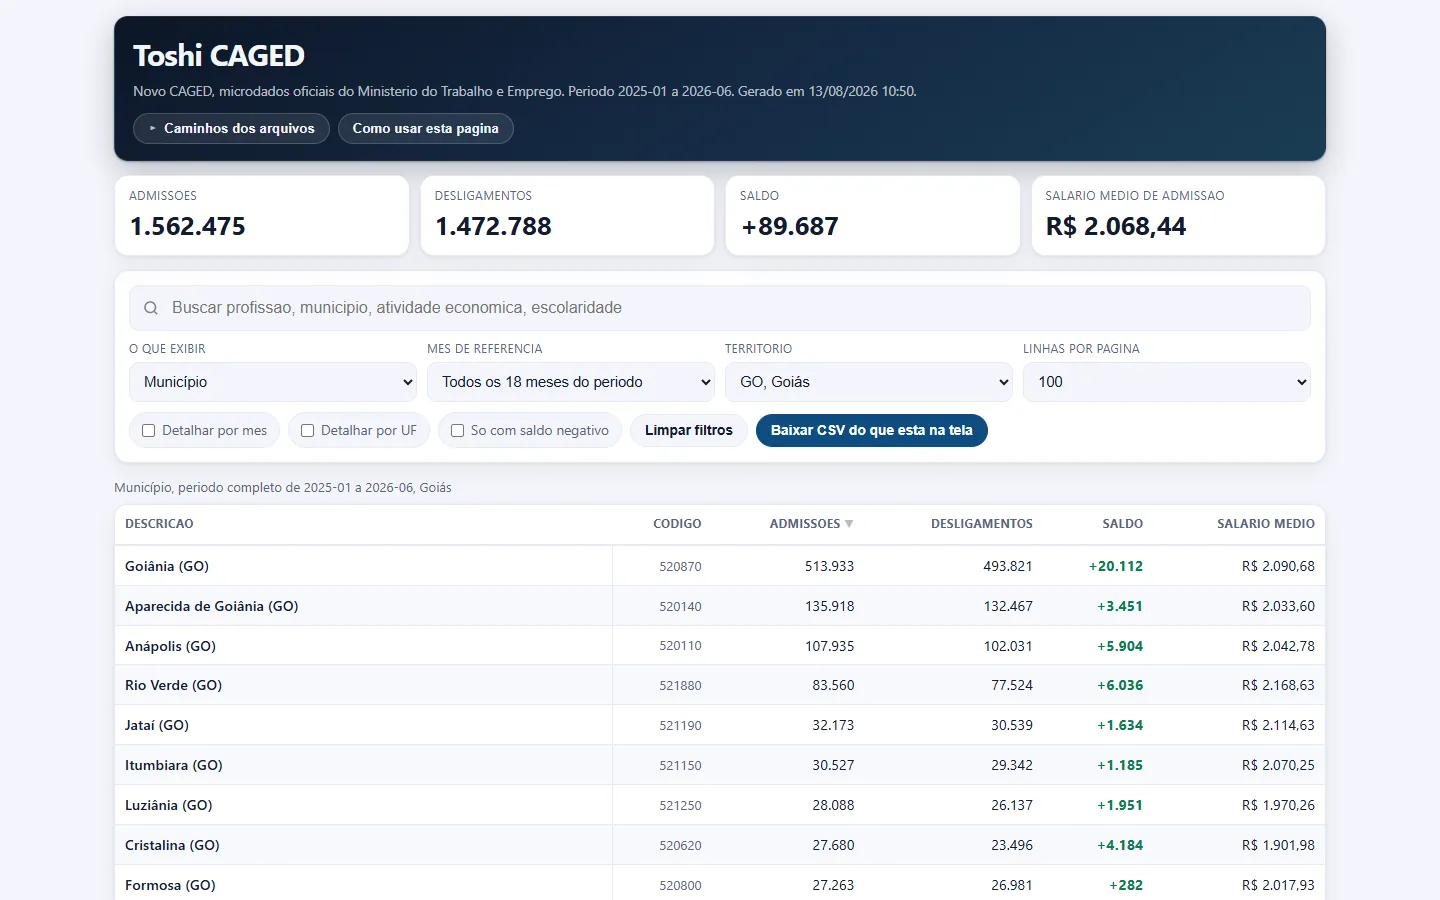 Toshi CAGED
Novo CAGED, microdados oficiais do Ministerio do Trabalho e Emprego. Periodo 2025-01 a 2026-06. Gerado em 13/08/2026 10:50.
▸ Caminhos dos arquivos Como usar esta pagina
ADMISSOES DESLIGAMENTOS SALDO SALARIO MEDIO DE ADMISSAO
1.562.475 1.472.788 +89.687 R$ 2.068,44
Buscar profissao, municipio, atividade economica, escolaridade
O QUE EXIBIR MES DE REFERENCIA TERRITORIO LINHAS POR PAGINA
Município Todos os 18 meses do periodo GO, Goiás 100
Detalhar por mes Detalhar por UF So com saldo negativo Limpar filtros Baixar CSV do que esta na tela
Município, periodo completo de 2025-01 a 2026-06, Goiás
DESCRICAO CODIGO ADMISSOES ▼ DESLIGAMENTOS SALDO SALARIO MEDIO
Goiânia (GO) 520870 513.933 493.821 +20.112 R$ 2.090,68
Aparecida de Goiânia (GO) 520140 135.918 132.467 +3.451 R$ 2.033,60
Anápolis (GO) 520110 107.935 102.031 +5.904 R$ 2.042,78
Rio Verde (GO) 521880 83.560 77.524 +6.036 R$ 2.168,63
Jataí (GO) 521190 32.173 30.539 +1.634 R$ 2.114,63
Itumbiara (GO) 521150 30.527 29.342 +1.185 R$ 2.070,25
Luziânia (GO) 521250 28.088 26.137 +1.951 R$ 1.970,26
Cristalina (GO) 520620 27.680 23.496 +4.184 R$ 1.901,98
Formosa (GO) 520800 27.263 26.981 +282 R$ 2.017,93